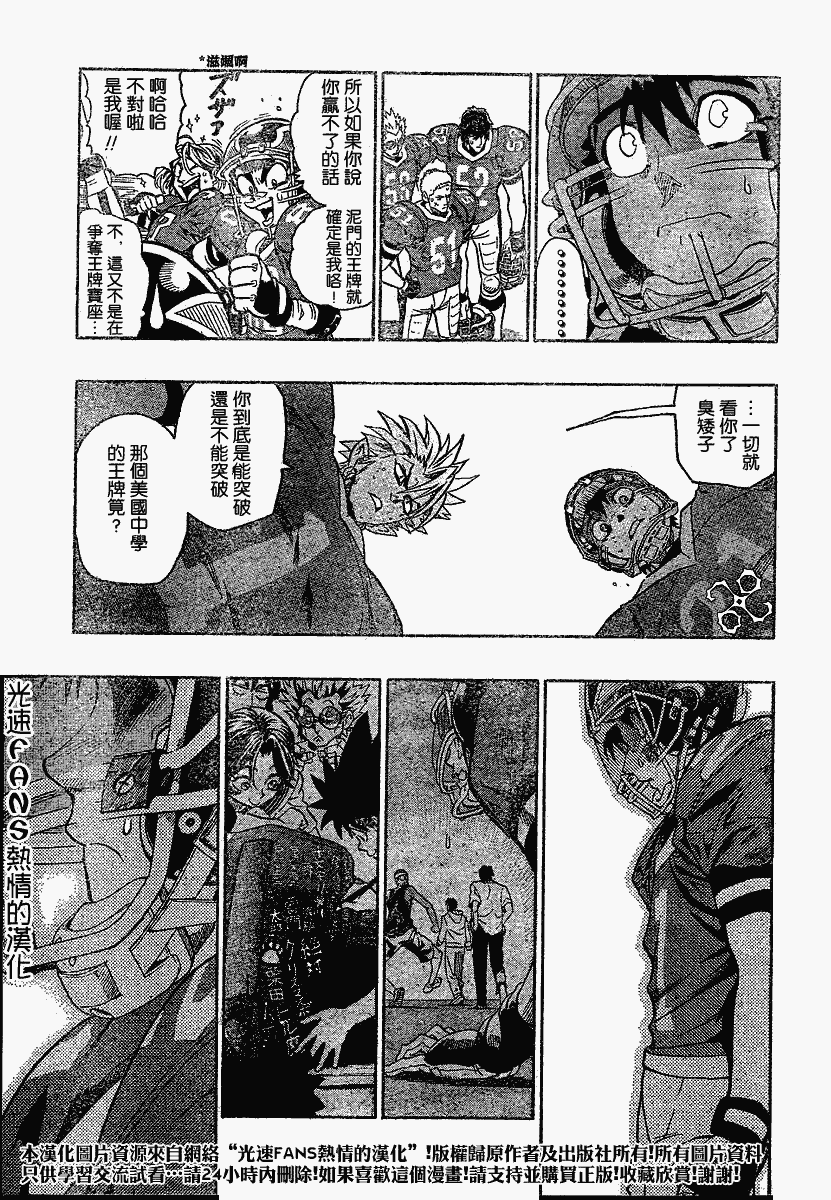 ………
所以如果你說
你贏不了的話
泥門的王牌就
確定是我咯！
*滋颯啊
ズザァ
啊哈哈
不對啦
是我喔！！
不，這又不是在
爭奪王牌寶座…
51
52
…一切就
看你了
臭矮子
你到底是能突破
還是不能突破
那個美國中學
的王牌筧？
光速FANS熱情的漢化
本漢化圖片資源來自網絡“光速FANS熱情的漢化”！版權歸原作者及出版社所有！所有圖片資料
只供學習交流試看…請24小時內刪除！如果喜歡這個漫畫！請支持並購買正版！收藏欣賞！謝謝！